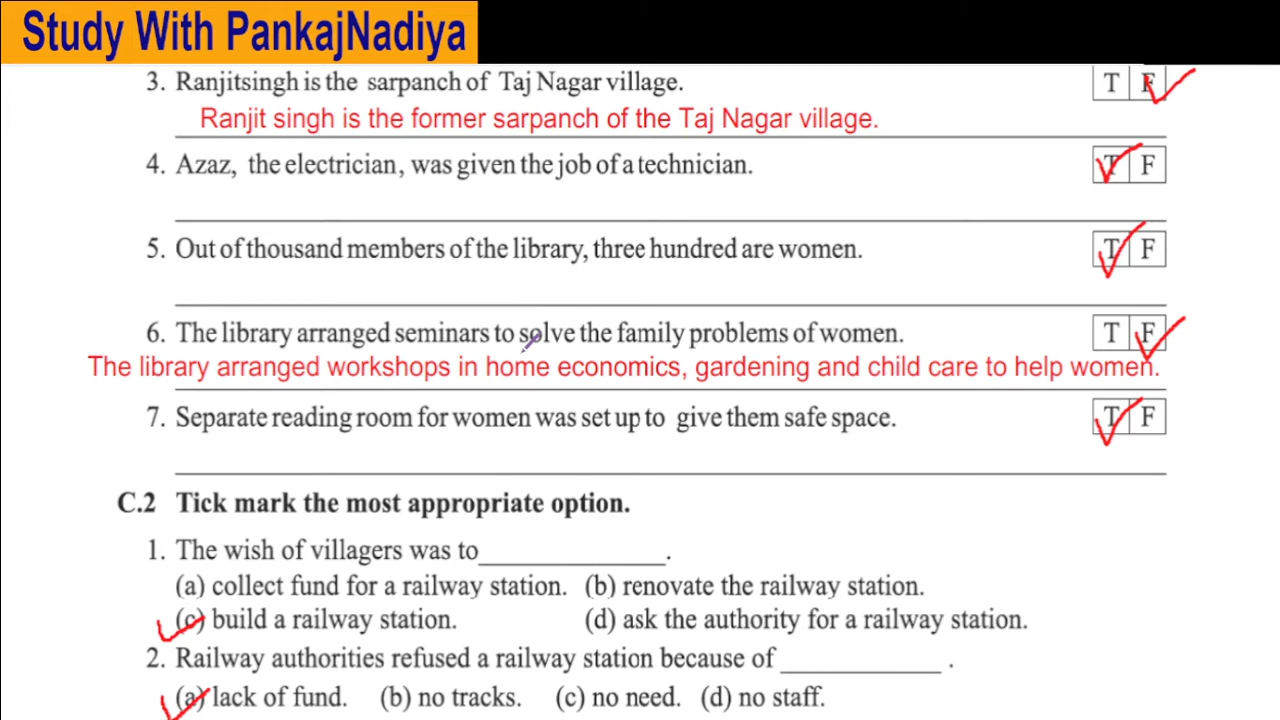 Study With PankajNadiya
3. Ranjitsingh is the sarpanch of Taj Nagar village. T F
Ranjit singh is the former sarpanch of the Taj Nagar village.
4. Azaz, the electrician, was given the job of a technician. T F
5. Out of thousand members of the library, three hundred are women. T F
6. The library arranged seminars to solve the family problems of women. T F
The library arranged workshops in home economics, gardening and child care to help women.
7. Separate reading room for women was set up to give them safe space. T F
C.2 Tick mark the most appropriate option.
1. The wish of villagers was to______________.
(a) collect fund for a railway station. (b) renovate the railway station.
(c) build a railway station. (d) ask the authority for a railway station.
2. Railway authorities refused a railway station because of ____________ .
(a) lack of fund. (b) no tracks. (c) no need. (d) no staff.